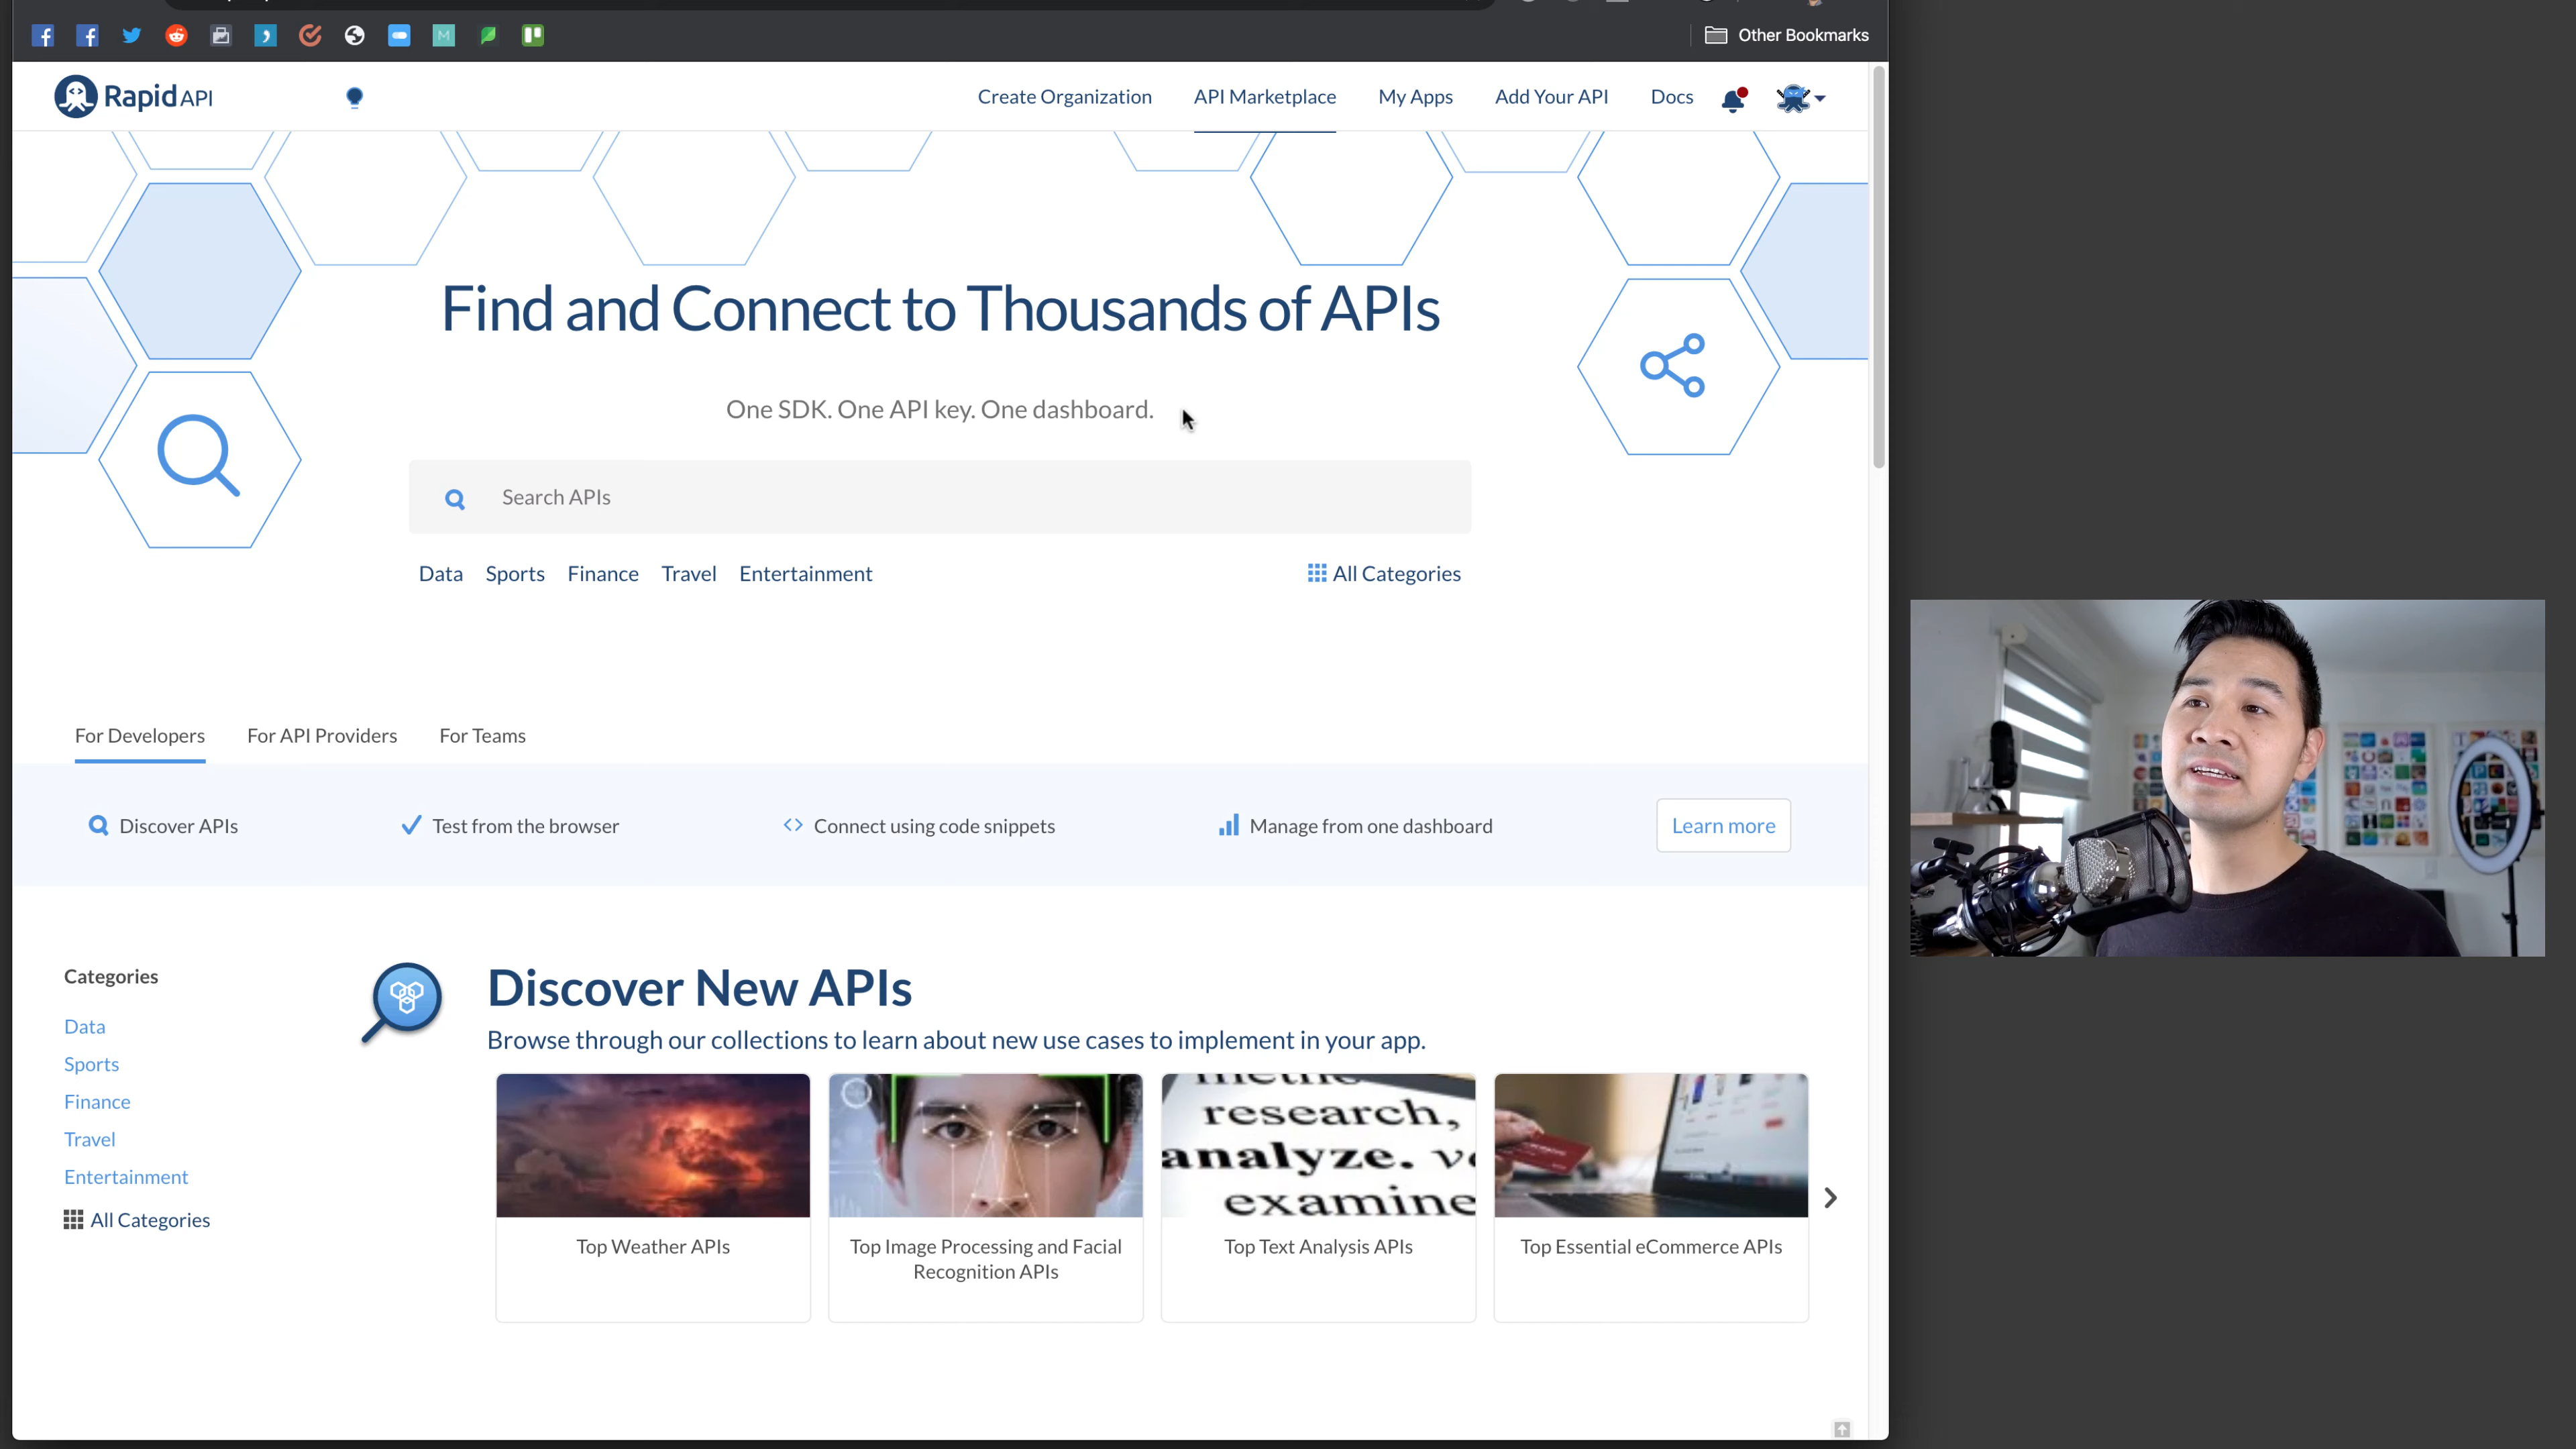 Other Bookmarks
Rapid API
Create Organization
API Marketplace
My Apps
Add Your API
Docs
Find and Connect to Thousands of APIs
One SDK. One API key. One dashboard.
Search APIs
Data Sports Finance Travel Entertainment
All Categories
For Developers For API Providers For Teams
Discover APIs
Test from the browser
Connect using code snippets
Manage from one dashboard
Learn more
Categories
Data
Sports
Finance
Travel
Entertainment
All Categories
Discover New APIs
Browse through our collections to learn about new use cases to implement in your app.
research,
analyze.
examine
Top Weather APIs
Top Image Processing and Facial
Recognition APIs
Top Text Analysis APIs
Top Essential eCommerce APIs